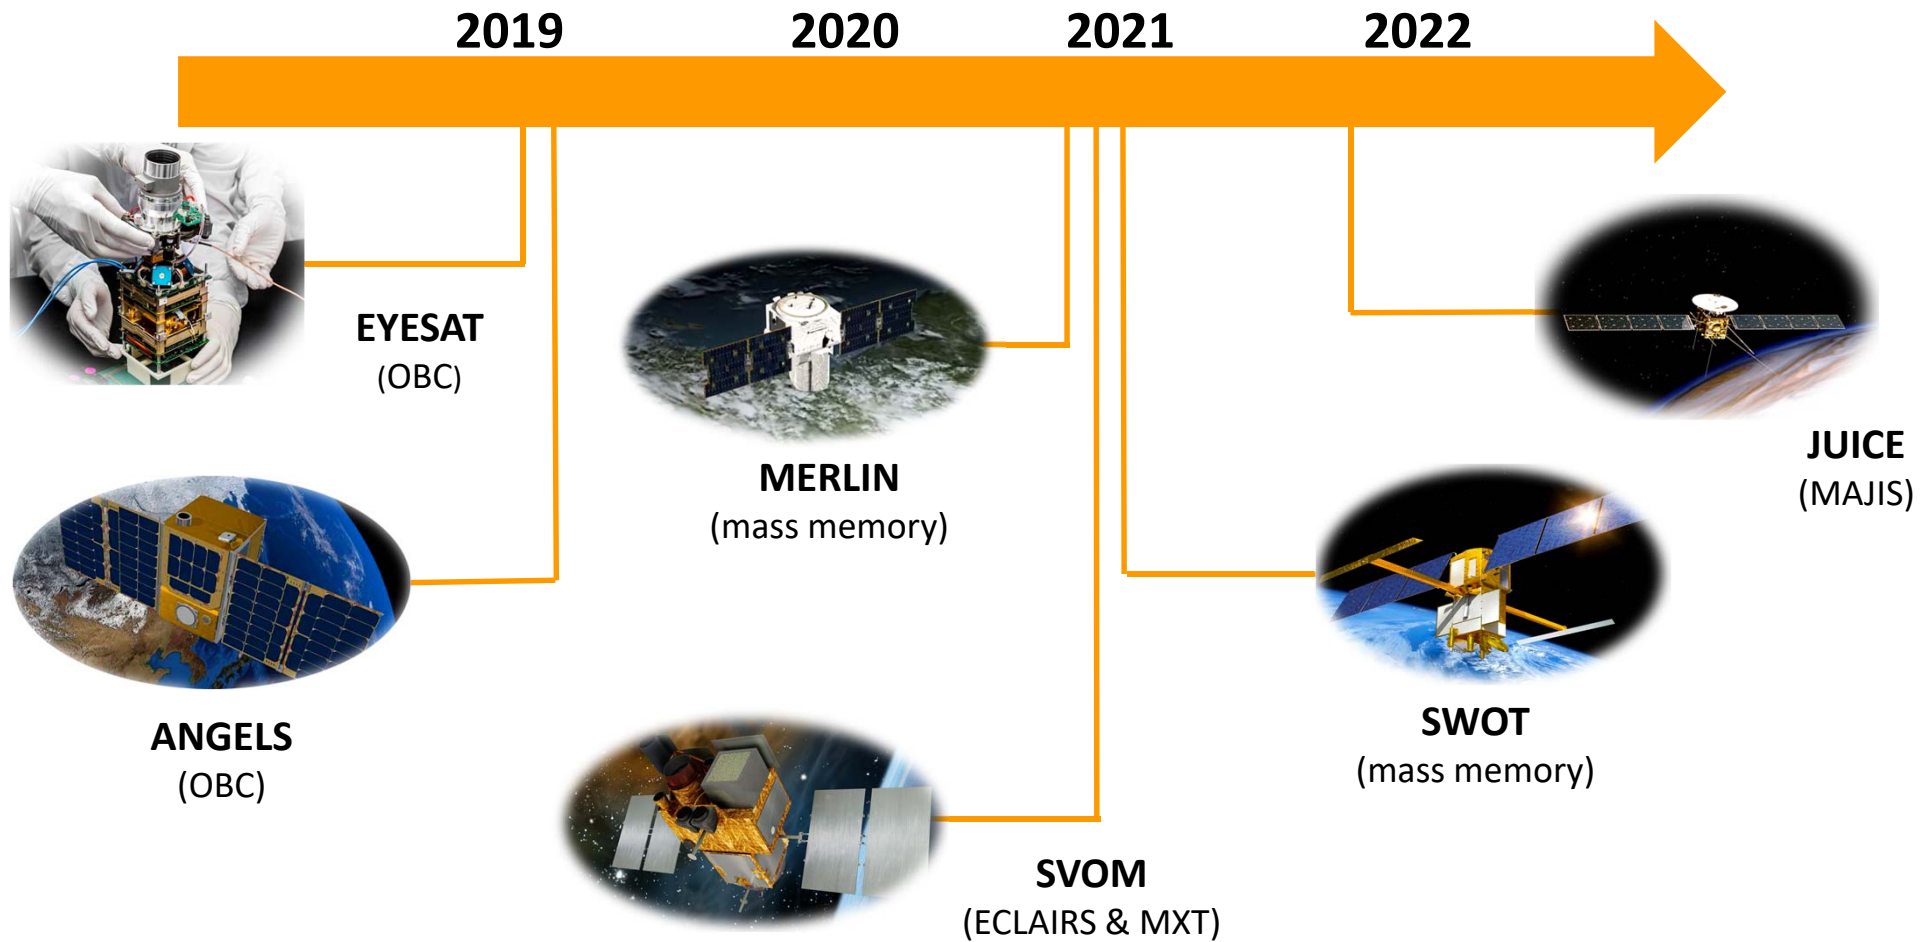 2019 2020 2021 2022
EYESAT
(OBC)
MERLIN
(mass memory)
JUICE
(MAJIS)
ANGELS
(OBC)
SWOT
(mass memory)
SVOM
(ECLAIRS & MXT)